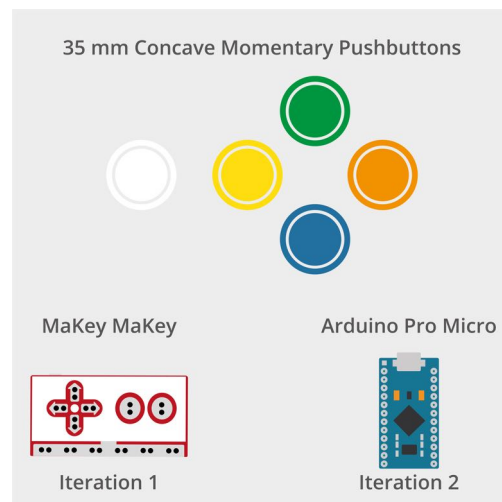 35 mm Concave Momentary Pushbuttons
MaKey MaKey
Arduino Pro Micro
Iteration 1
Iteration 2